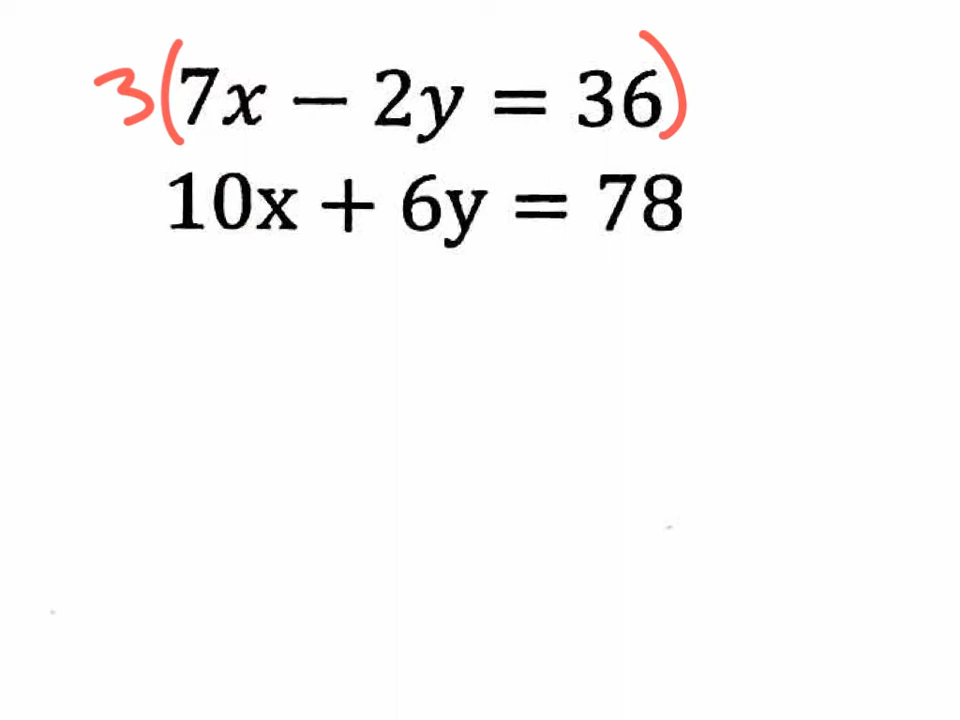 3(7x − 2y = 36)
10x + 6y = 78